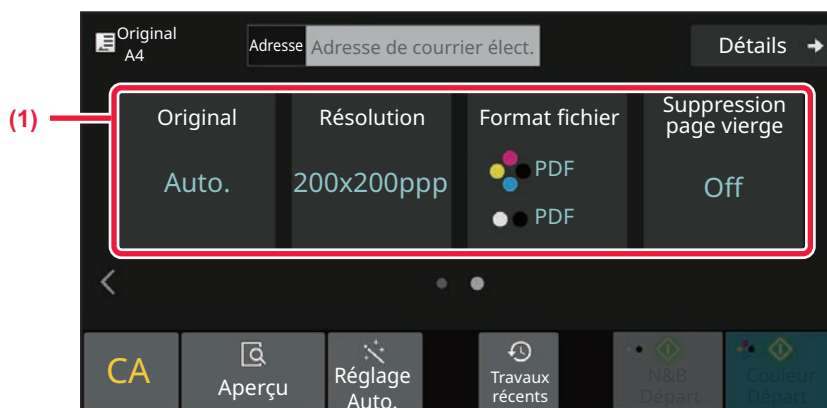 Original
A4
Adresse Adresse de courrier élect.
Détails
(1)
Original
Résolution
Format fichier
Suppression
page vierge
Auto.
200x200ppp
PDF
PDF
Off
CA
Aperçu
Réglage
Auto.
Travaux
récents
N&B
Départ
Couleur
Départ